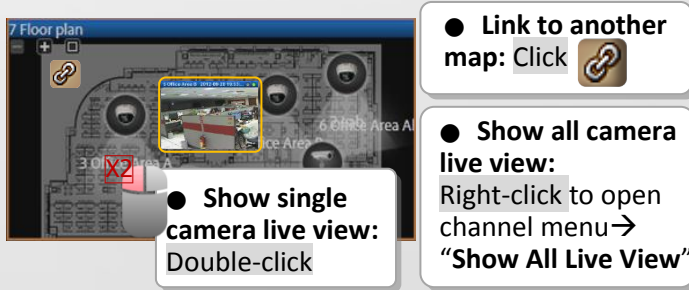 7 Floor plan
● Link to another
map: Click
● Show all camera
live view:
Right-click to open
channel menu→
“Show All Live View”
3 Office Area A
X2
● Show single
camera live view:
Double-click